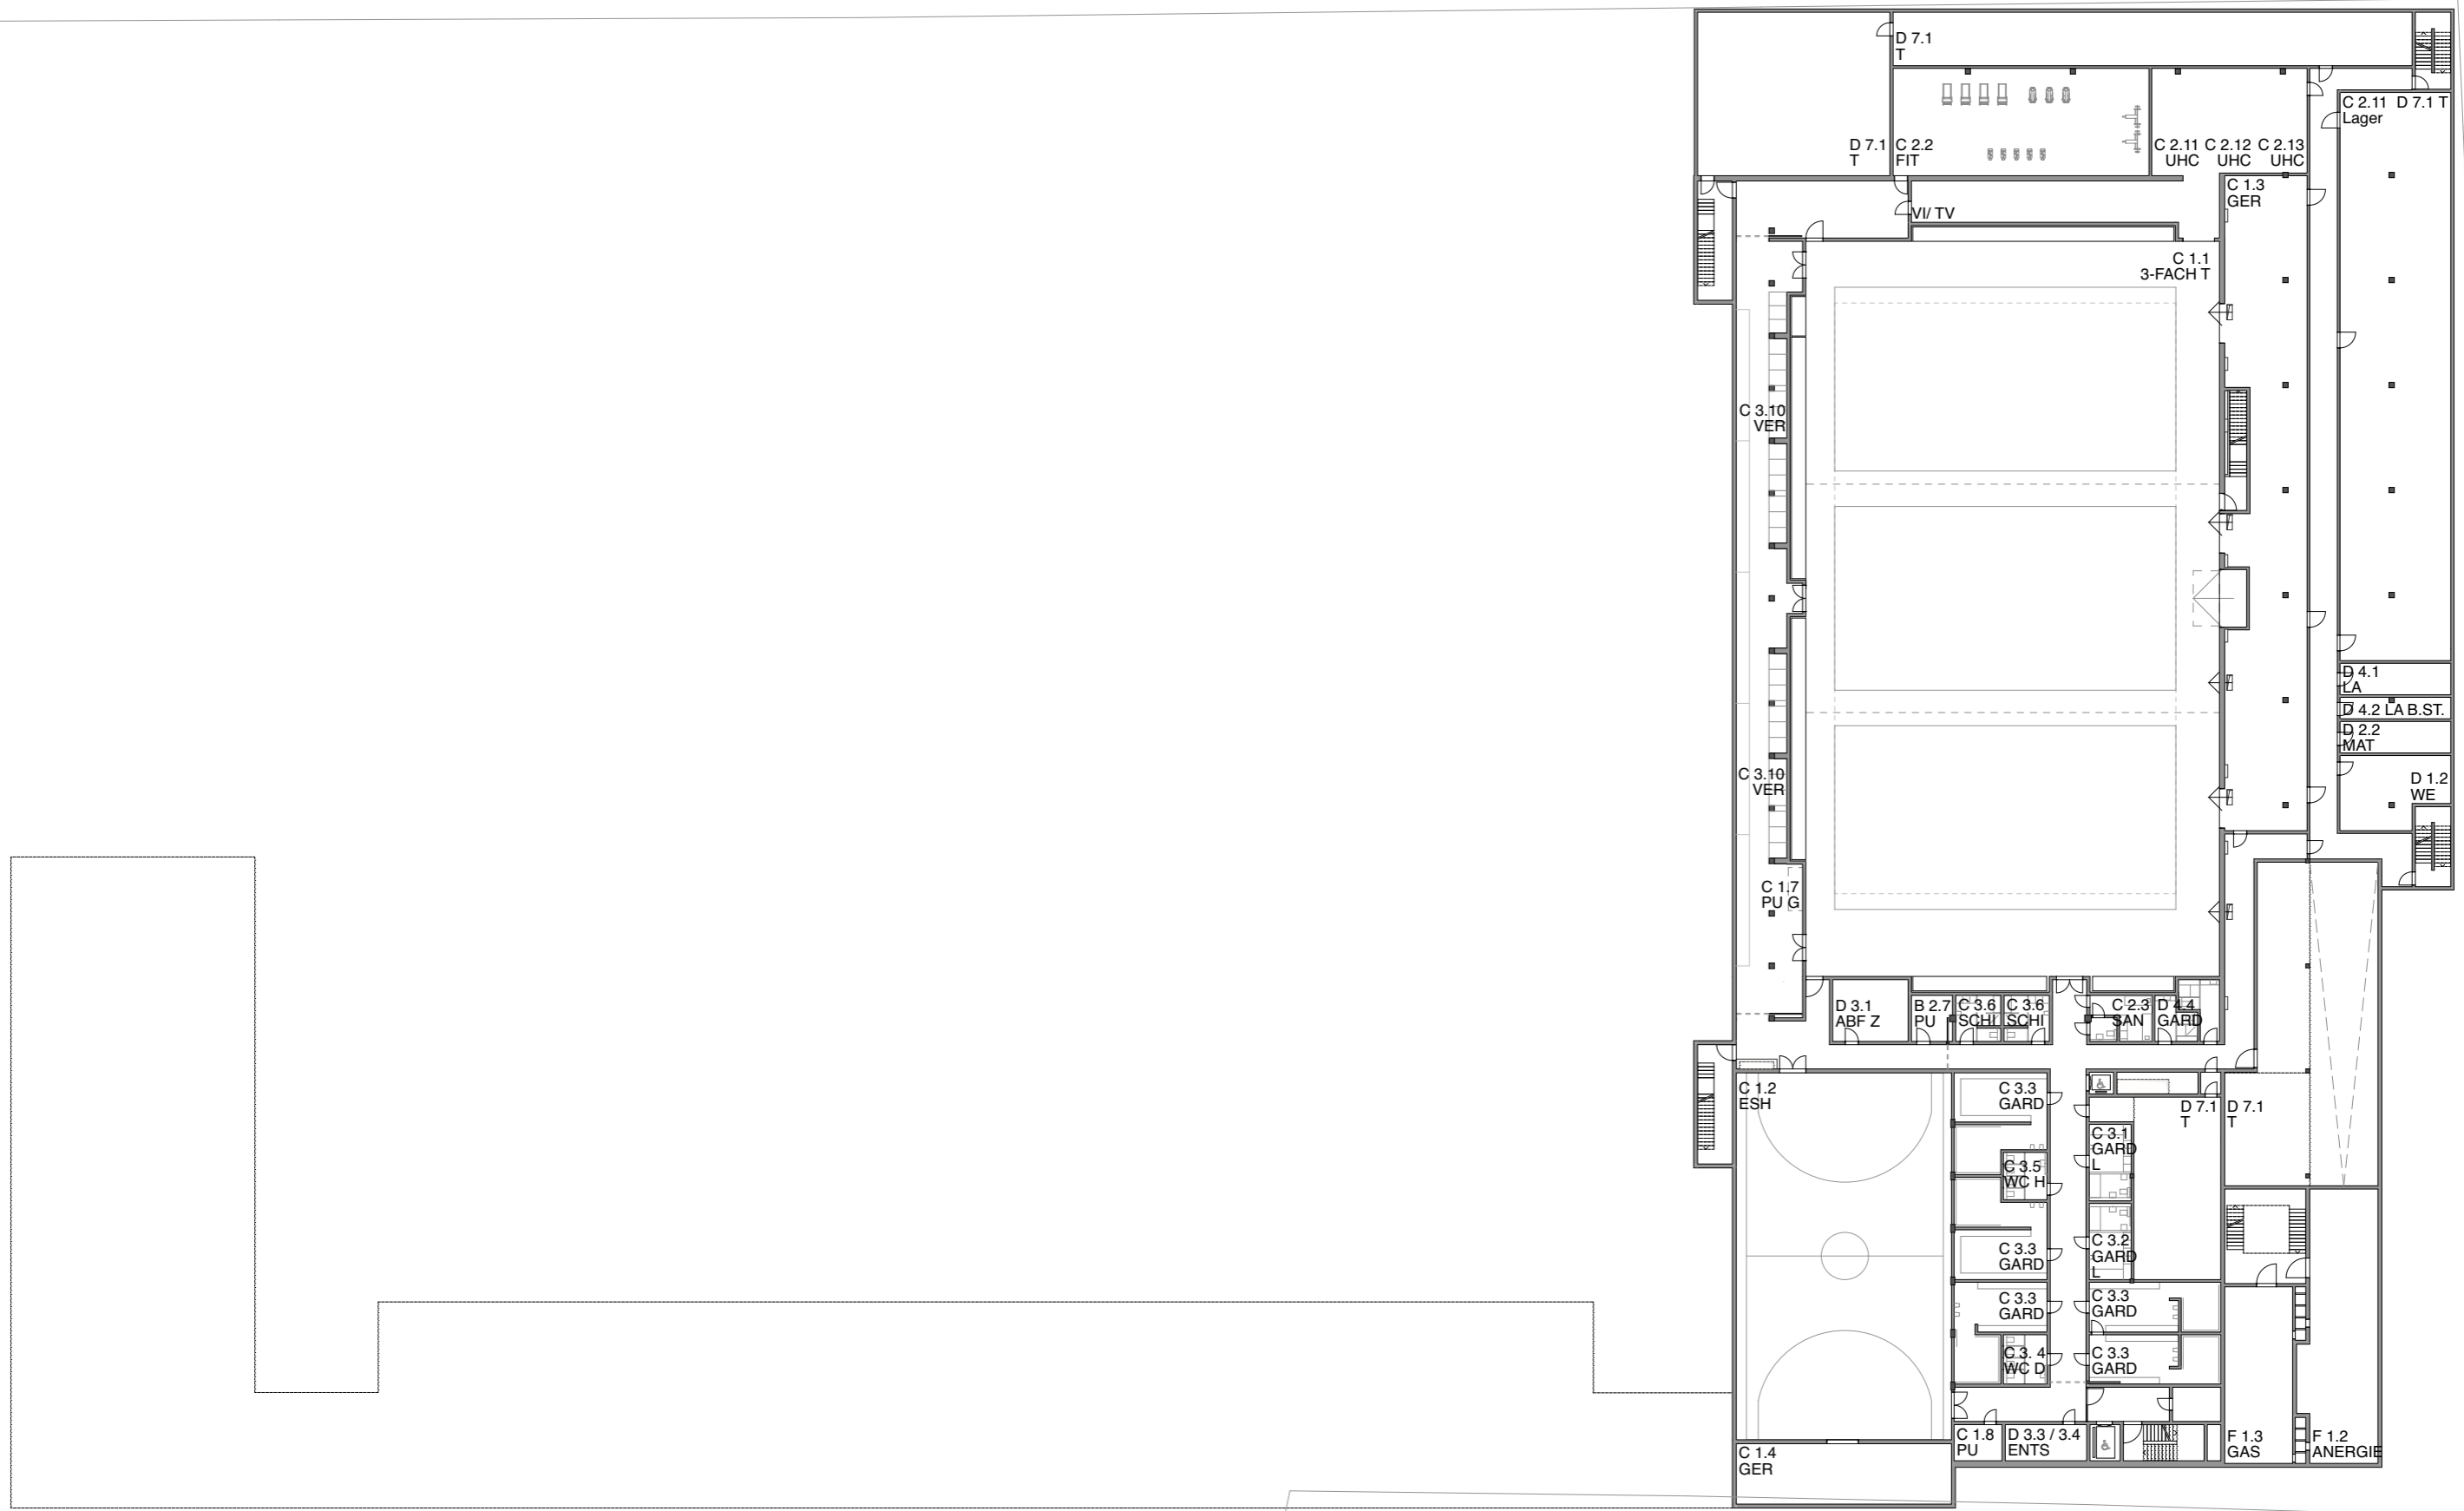 D 7.1
T
C 2.11 D 7.1 T
Lager
D 7.1
T
C 2.2
FIT
C 2.11 C 2.12 C 2.13
UHC UHC UHC
C 1.3
GER
VI/ TV
C 1.1
3-FACH T
C 3.10
VER
D 4.1
LA
D 4.2 LA B.ST.
D 2.2
MAT
C 3.10
VER
D 1.2
WE
C 1.7
PU G
D 3.1
ABF Z
B 2.7
PU
C 3.6
SCHI
C 3.6
SCHI
C 2.3
SAN
D 4.4
GARD
C 1.2
ESH
C 3.3
GARD
D 7.1
T
D 7.1
T
C 3.1
GARD
L
C 3.5
WC H
C 3.2
GARD
L
C 3.3
GARD
C 3.3
GARD
C 3.3
GARD
C 3. 4
WC D
C 3.3
GARD
C 1.4
GER
C 1.8
PU
D 3.3 / 3.4
ENTS
F 1.3
GAS
F 1.2
ANERGIE